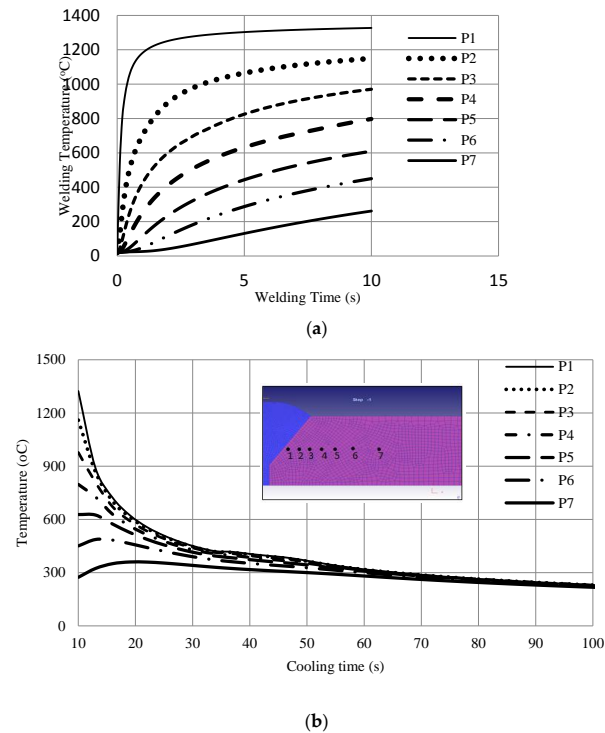 1400
1200
1000
800
600
400
200
0
Welding Temperature (°C)
0
5
10
15
Welding Time (s)
P1
P2
P3
P4
P5
P6
P7
(a)
1500
1200
900
600
300
0
Temperature (oC)
10
20
30
40
50
60
70
80
90
100
Cooling time (s)
P1
P2
P3
P4
P5
P6
P7
1 2 3 4 5 6 7
(b)